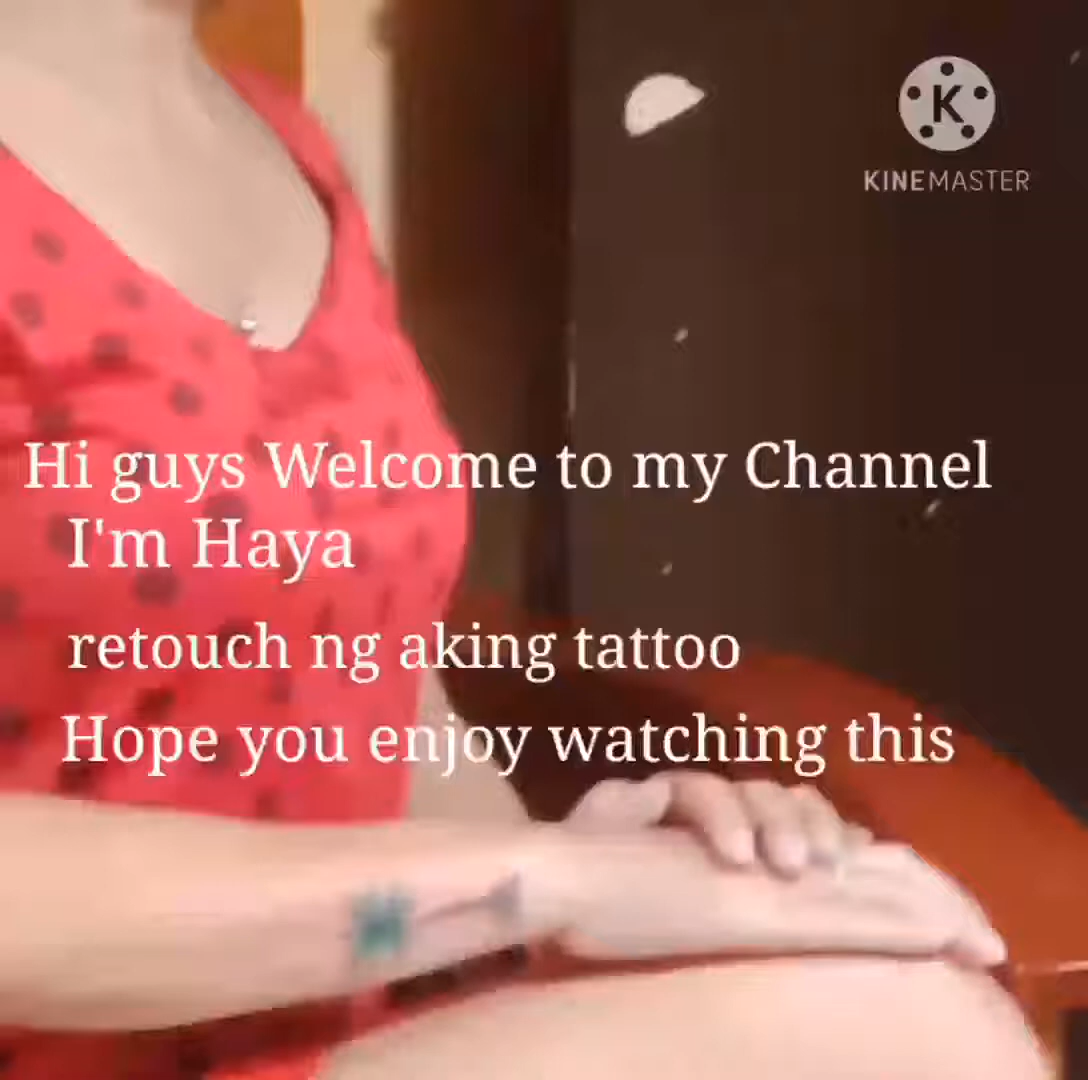 K
KINEMASTER
Hi guys Welcome to my Channel
I'm Haya
retouch ng aking tattoo
Hope you enjoy watching this